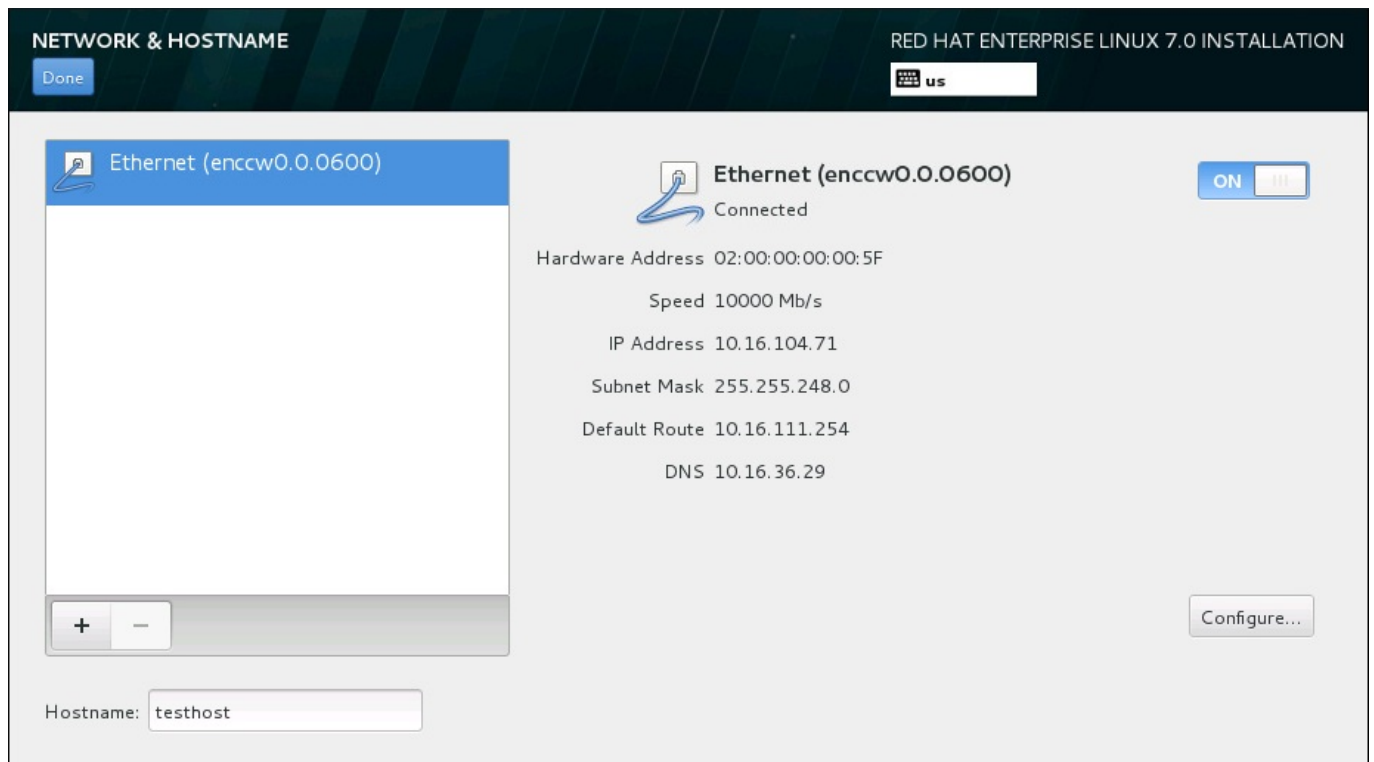 NETWORK & HOSTNAME
RED HAT ENTERPRISE LINUX 7.0 INSTALLATION
Done
us
Ethernet (enccw0.0.0600)
Ethernet (enccw0.0.0600)
ON
Connected
Hardware Address 02:00:00:00:00:5F
Speed 10000 Mb/s
IP Address 10.16.104.71
Subnet Mask 255.255.248.0
Default Route 10.16.111.254
DNS 10.16.36.29
+ −
Configure...
Hostname: testhost